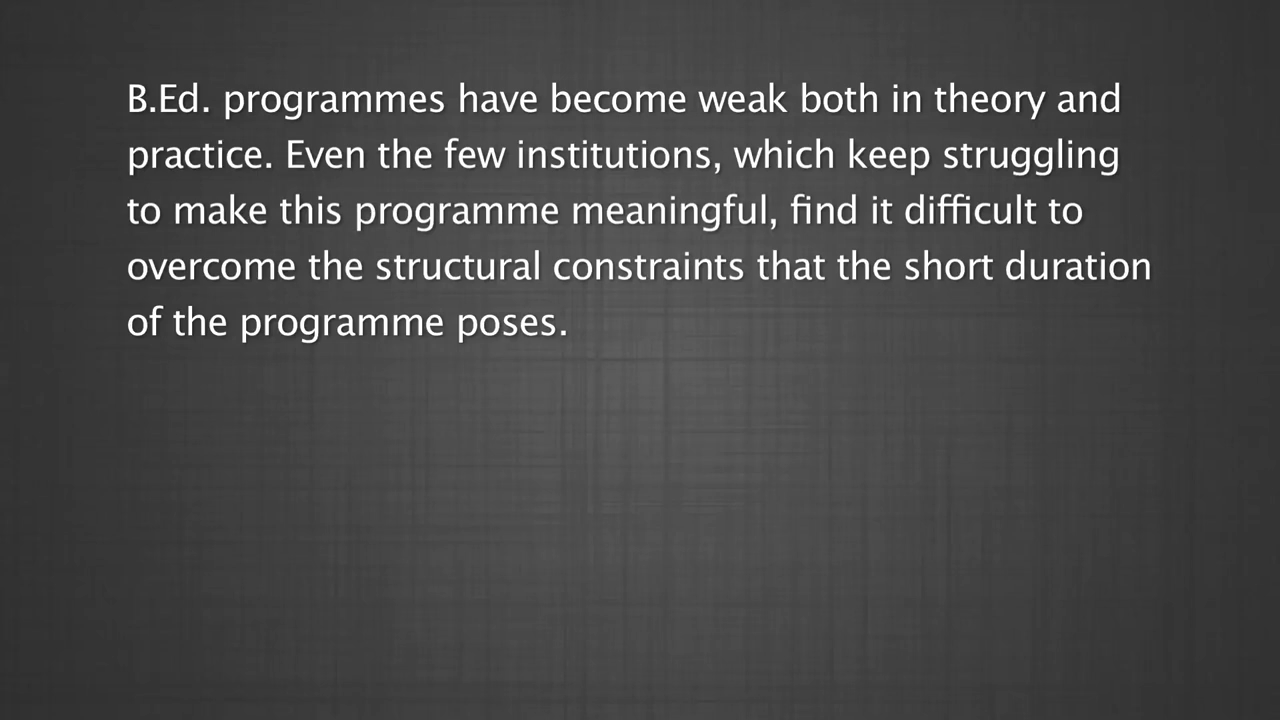 B.Ed. programmes have become weak both in theory and
practice. Even the few institutions, which keep struggling
to make this programme meaningful, find it difficult to
overcome the structural constraints that the short duration
of the programme poses.